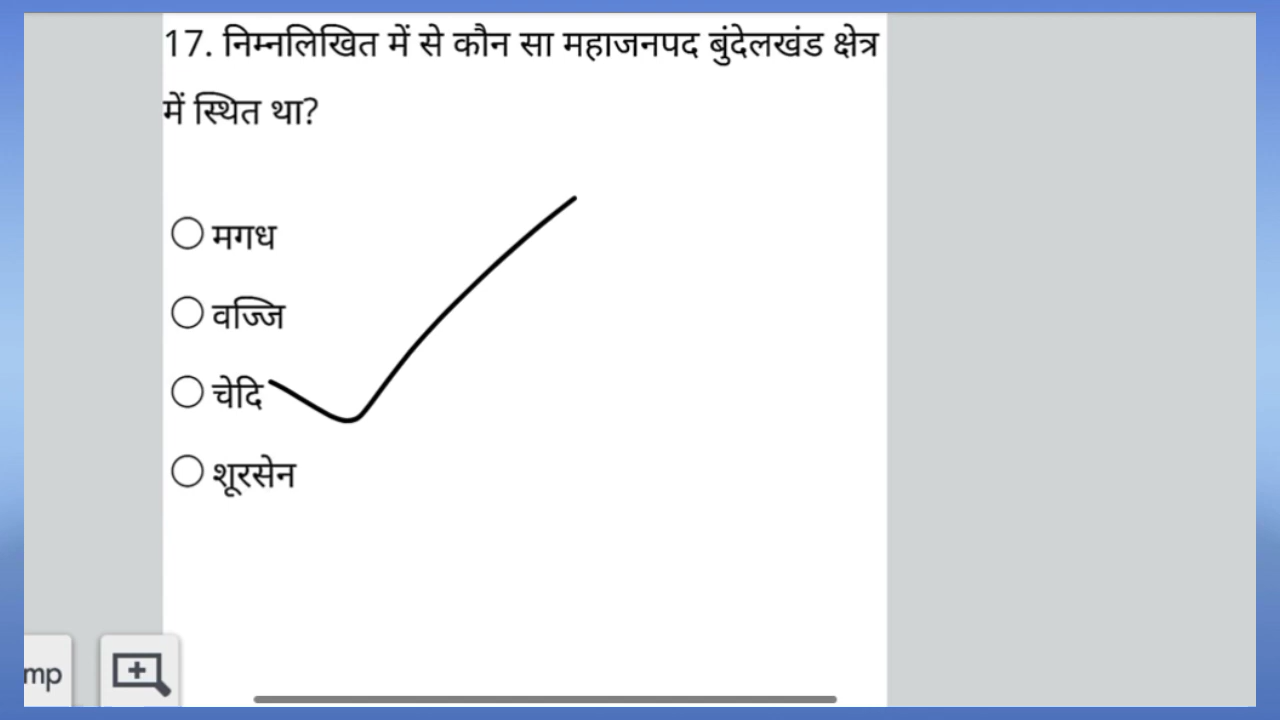 17. निम्नलिखित में से कौन सा महाजनपद बुंदेलखंड क्षेत्र
में स्थित था?
मगध
वज्जि
चेदि
शूरसेन
mp